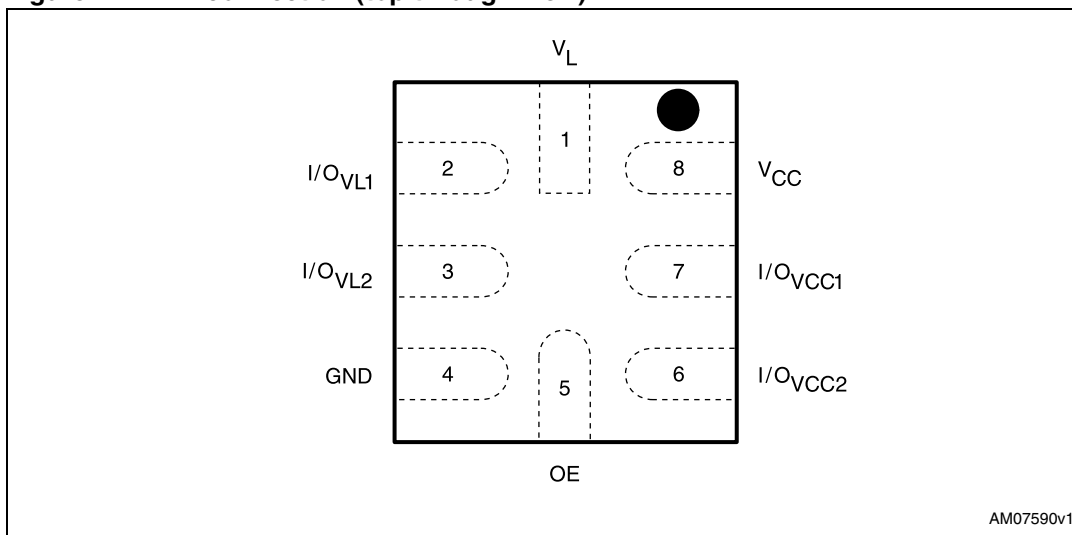 V_L
1
I/O_VL1 2 8 V_CC
I/O_VL2 3 7 I/O_VCC1
GND 4 6 I/O_VCC2
5
OE
AM07590v1